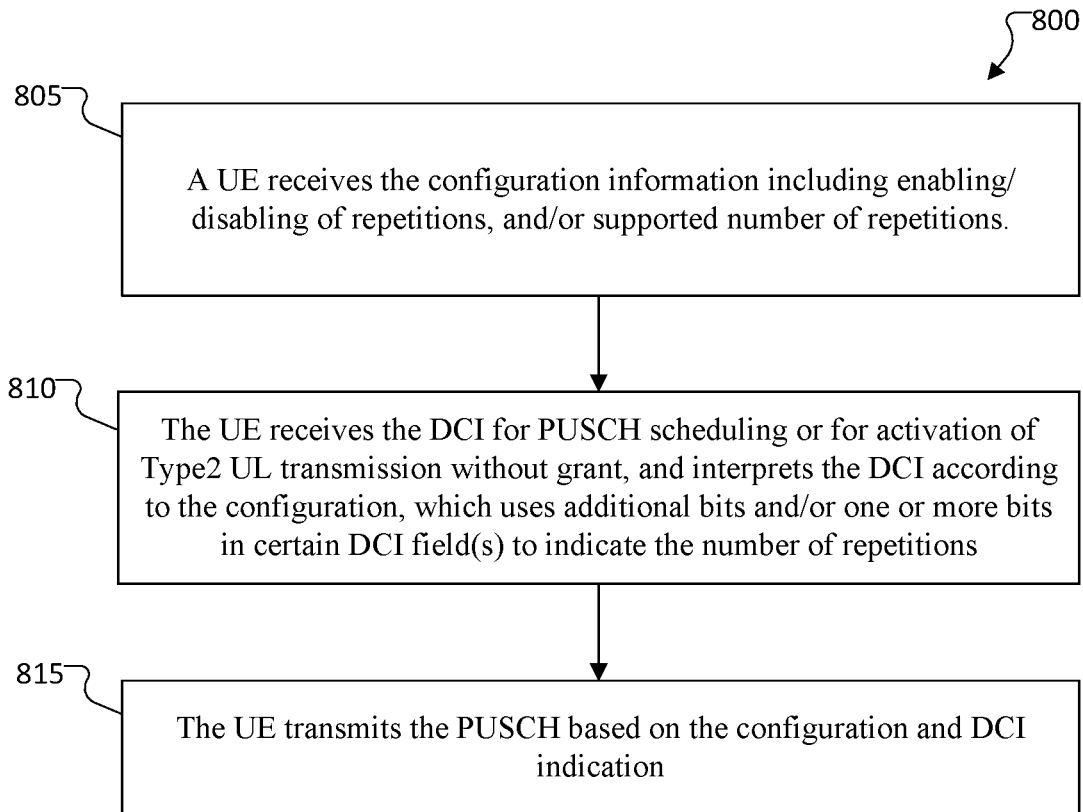 800
805
A UE receives the configuration information including enabling/
disabling of repetitions, and/or supported number of repetitions.
810
The UE receives the DCI for PUSCH scheduling or for activation of
Type2 UL transmission without grant, and interprets the DCI according
to the configuration, which uses additional bits and/or one or more bits
in certain DCI field(s) to indicate the number of repetitions
815
The UE transmits the PUSCH based on the configuration and DCI
indication